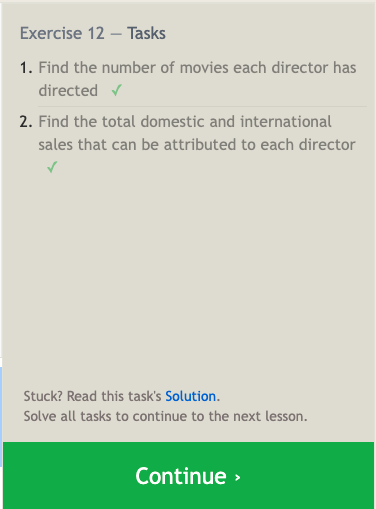 Exercise 12 — Tasks
1. Find the number of movies each director has
directed ✓
2. Find the total domestic and international
sales that can be attributed to each director
✓
Stuck? Read this task's Solution.
Solve all tasks to continue to the next lesson.
Continue ›